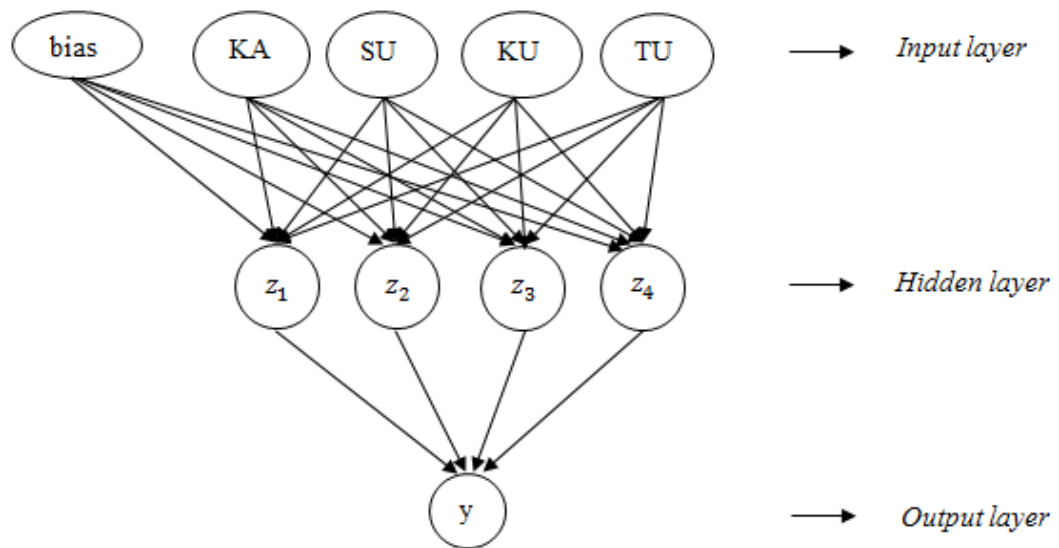 bias KA SU KU TU Input layer
z₁ z₂ z₃ z₄ Hidden layer
y Output layer